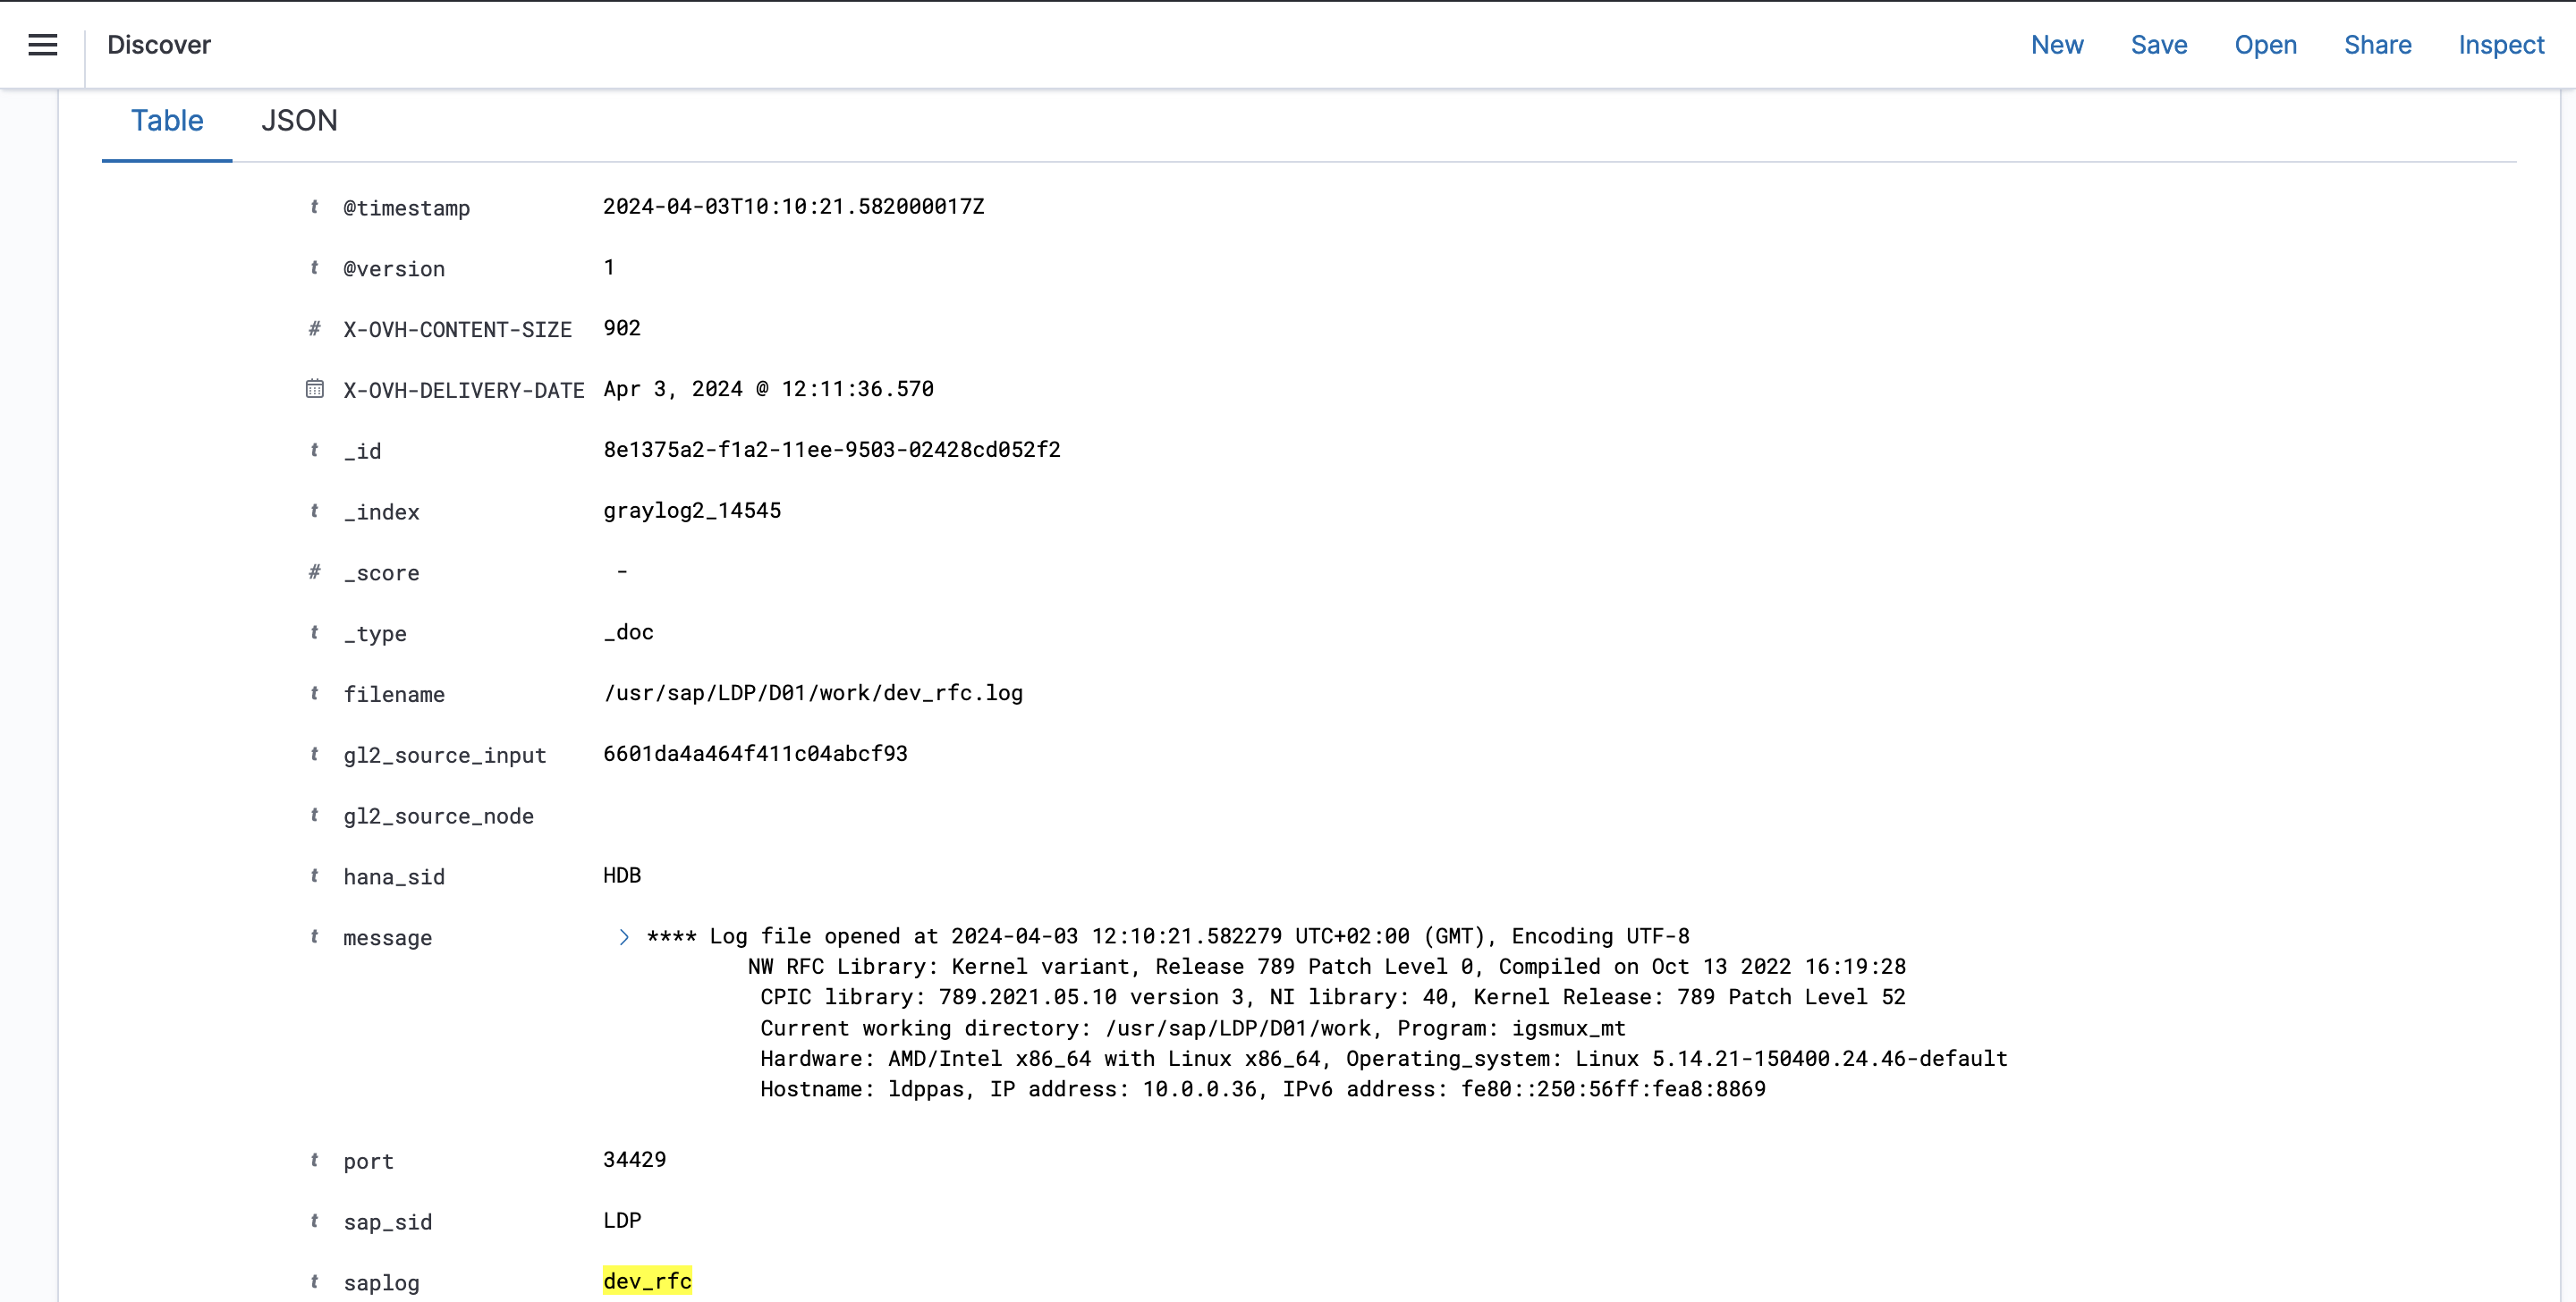 Discover New Save Open Share Inspect
Table JSON
t @timestamp 2024-04-03T10:10:21.582000017Z
t @version 1
# X-OVH-CONTENT-SIZE 902
X-OVH-DELIVERY-DATE Apr 3, 2024 @ 12:11:36.570
t _id 8e1375a2-f1a2-11ee-9503-02428cd052f2
t _index graylog2_14545
# _score -
t _type _doc
t filename /usr/sap/LDP/D01/work/dev_rfc.log
t gl2_source_input 6601da4a464f411c04abcf93
t gl2_source_node
t hana_sid HDB
t message **** Log file opened at 2024-04-03 12:10:21.582279 UTC+02:00 (GMT), Encoding UTF-8
NW RFC Library: Kernel variant, Release 789 Patch Level 0, Compiled on Oct 13 2022 16:19:28
CPIC library: 789.2021.05.10 version 3, NI library: 40, Kernel Release: 789 Patch Level 52
Current working directory: /usr/sap/LDP/D01/work, Program: igsmux_mt
Hardware: AMD/Intel x86_64 with Linux x86_64, Operating_system: Linux 5.14.21-150400.24.46-default
Hostname: ldppas, IP address: 10.0.0.36, IPv6 address: fe80::250:56ff:fea8:8869
t port 34429
t sap_sid LDP
t saplog dev_rfc